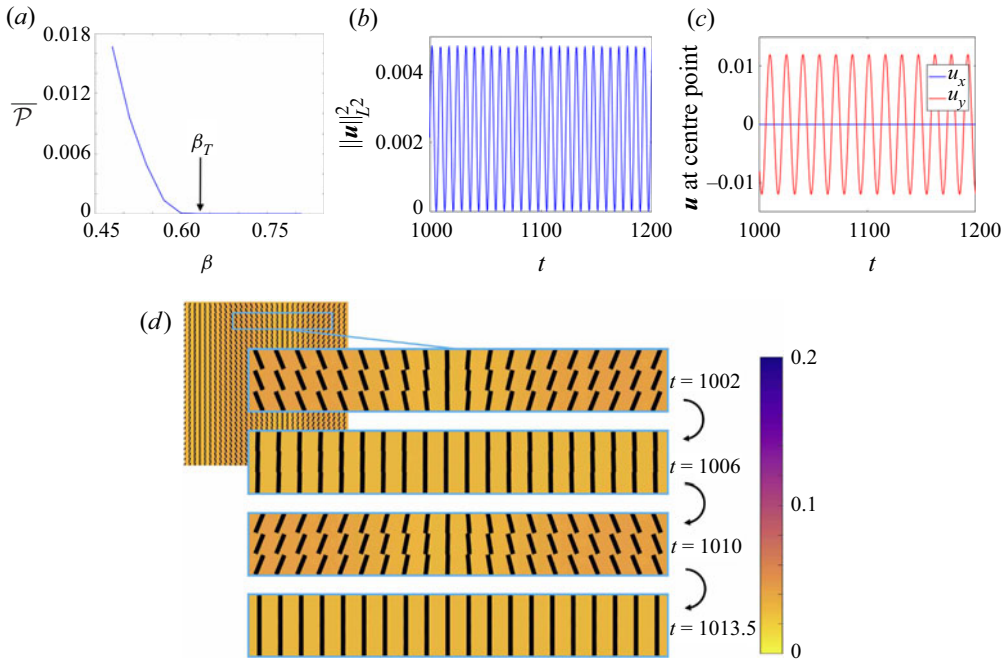 (a)
0.018
0.012
0.006
0
𝒫̅
β_T
0.45 0.60 0.75
β
(b)
0.004
0.002
0
||u||²_L²
1000 1100 1200
t
(c)
0.01
0
–0.01
u at centre point
u_x
u_y
1000 1100 1200
t
(d)
t = 1002
t = 1006
t = 1010
t = 1013.5
0.2
0.1
0